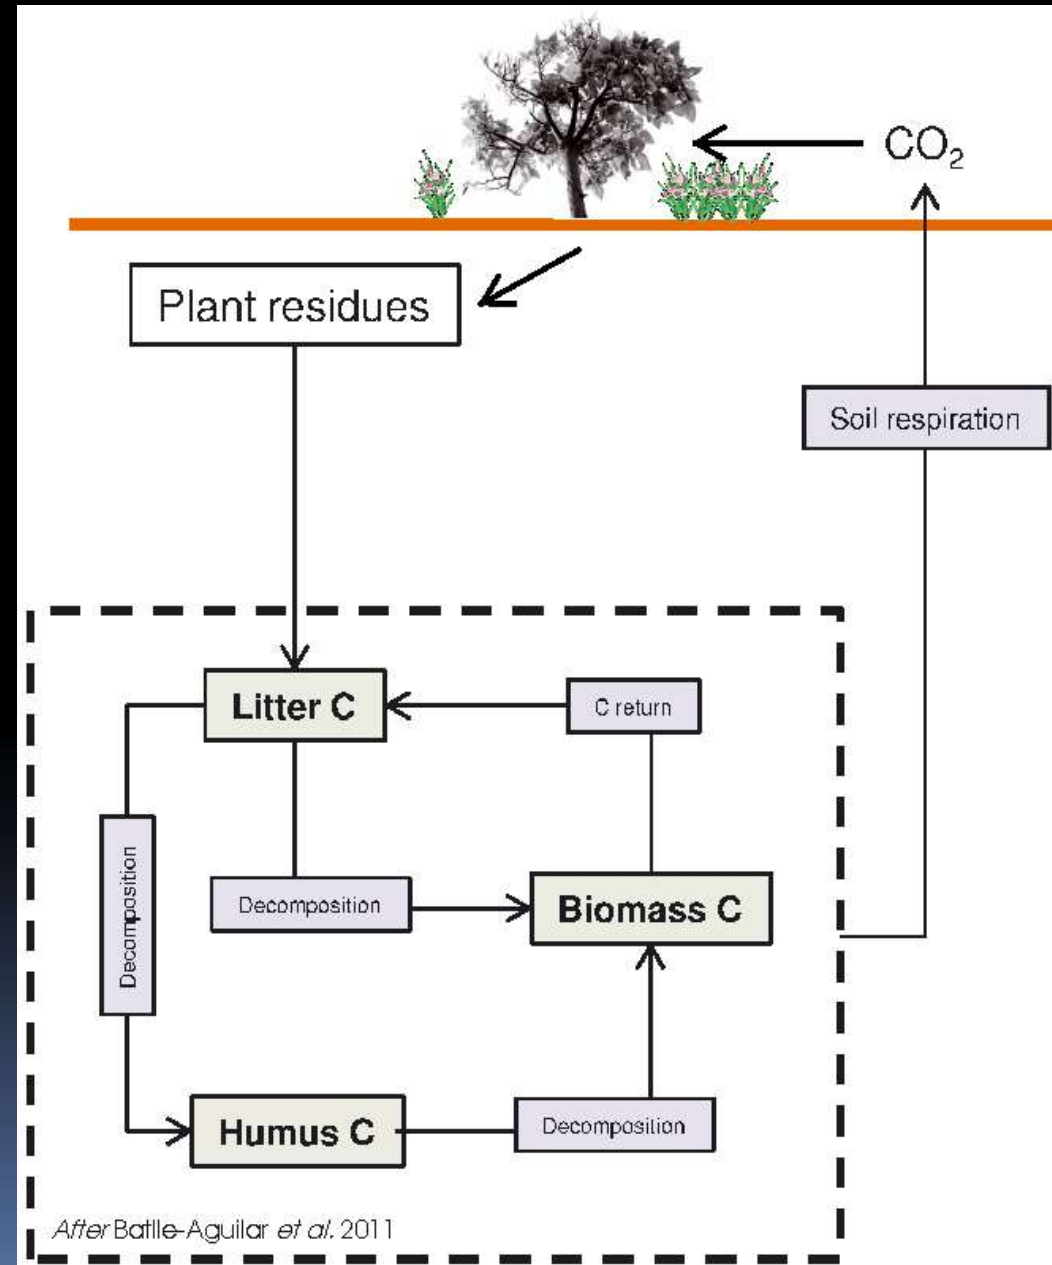 CO₂
Plant residues
Soil respiration
Litter C
C return
Decomposition
Decomposition
Biomass C
Humus C
Decomposition
After Batlle-Aguilar et al. 2011